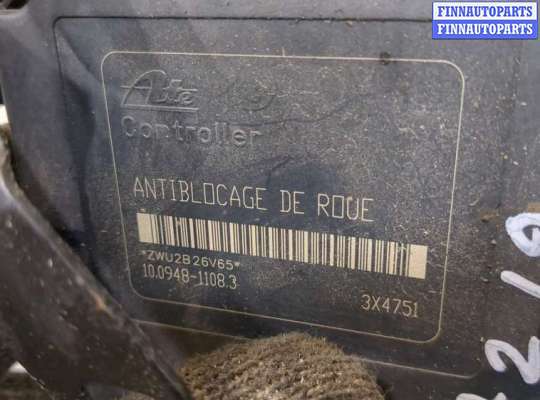 FINNAUTOPARTS
FINNAUTOPARTS
Ate
Controller
ANTIBLOCAGE DE ROUE
*ZWU2B26V65*
10.0948-1108.3
3X4751